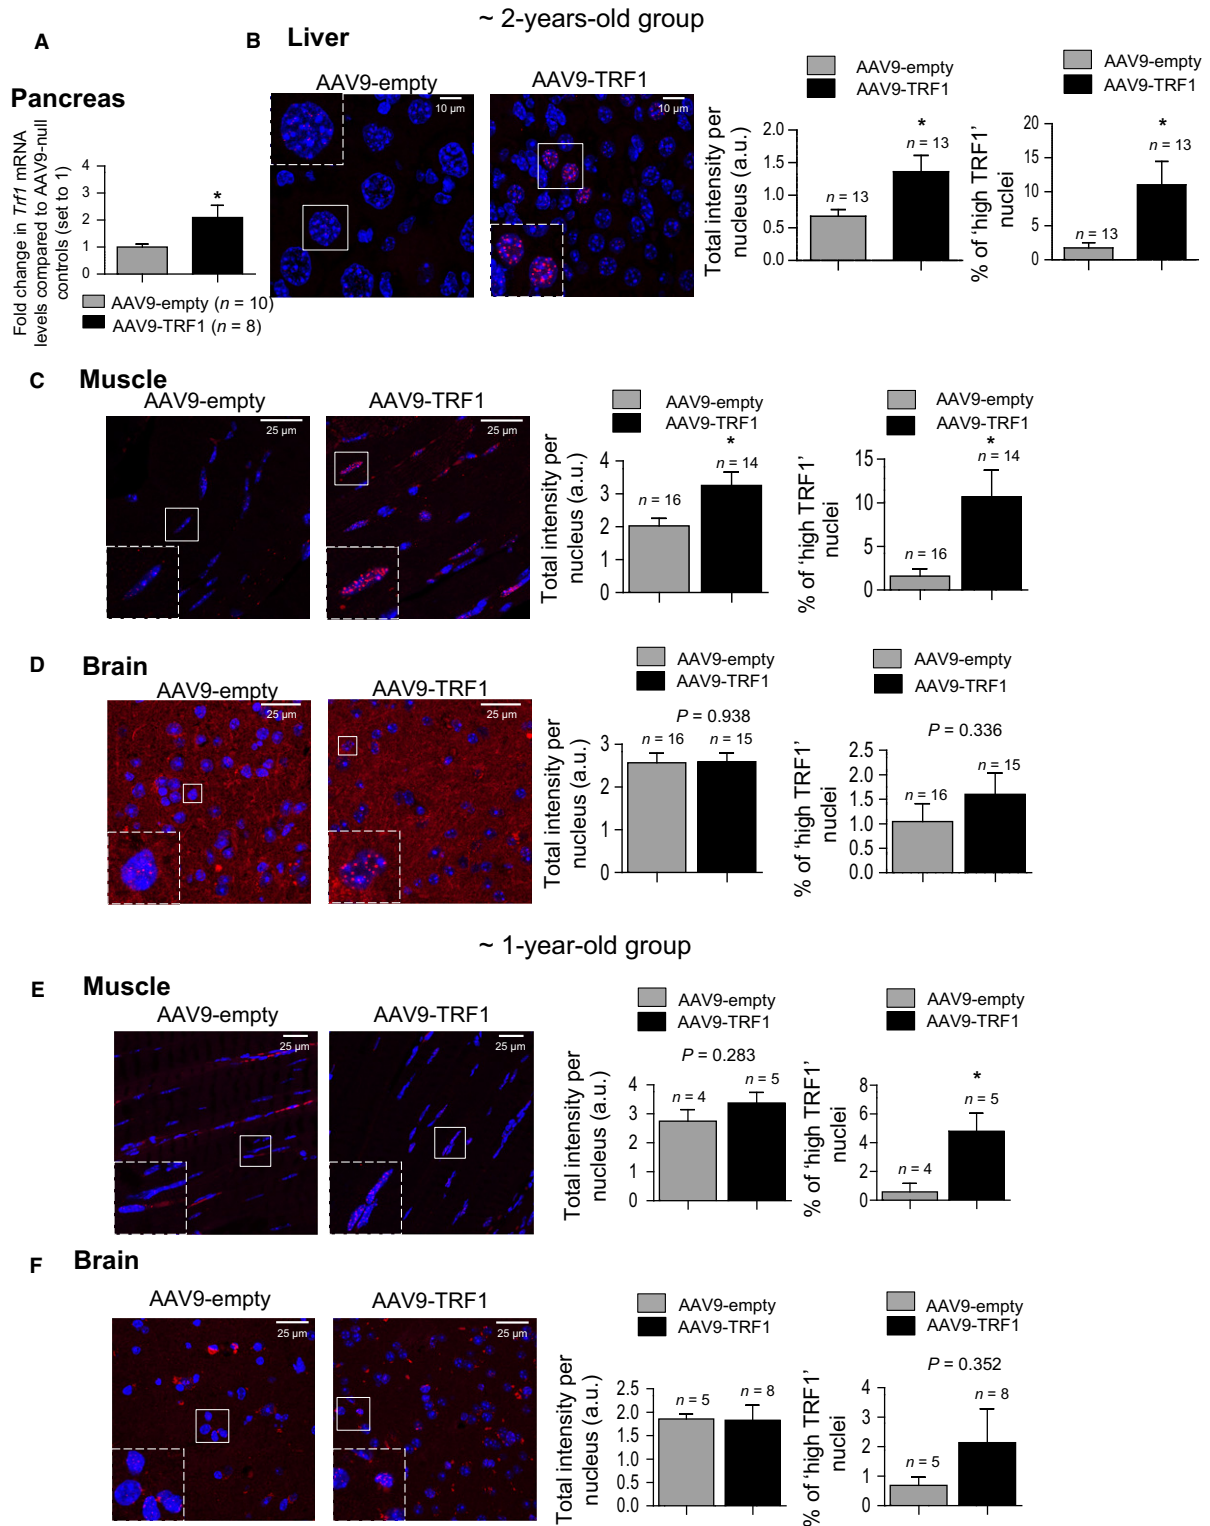 ~ 2-years-old group
A
B Liver
Pancreas
Fold change in Trf1 mRNA
levels compared to AAV9-null
controls (set to 1)
4
3
2
1
0
*
AAV9-empty (n = 10)
AAV9-TRF1 (n = 8)
AAV9-empty
AAV9-TRF1
10 µm
10 µm
AAV9-empty
AAV9-TRF1
Total intensity per
nucleus (a.u.)
2.0
1.5
1.0
0.5
0.0
n = 13
*
n = 13
AAV9-empty
AAV9-TRF1
% of 'high TRF1'
nuclei
20
15
10
5
0
n = 13
*
n = 13
C Muscle
AAV9-empty
AAV9-TRF1
25 µm
25 µm
AAV9-empty
AAV9-TRF1
Total intensity per
nucleus (a.u.)
4
3
2
1
0
n = 16
*
n = 14
AAV9-empty
AAV9-TRF1
% of 'high TRF1'
nuclei
15
10
5
0
n = 16
*
n = 14
D Brain
AAV9-empty
AAV9-TRF1
25 µm
25 µm
AAV9-empty
AAV9-TRF1
P = 0.938
Total intensity per
nucleus (a.u.)
3
2
1
0
n = 16
n = 15
AAV9-empty
AAV9-TRF1
P = 0.336
% of 'high TRF1'
nuclei
2.5
2.0
1.5
1.0
0.5
0.0
n = 16
n = 15
~ 1-year-old group
E Muscle
AAV9-empty
AAV9-TRF1
25 µm
25 µm
AAV9-empty
AAV9-TRF1
P = 0.283
Total intensity per
nucleus (a.u.)
4
3
2
1
0
n = 4
n = 5
AAV9-empty
AAV9-TRF1
% of 'high TRF1'
nuclei
8
6
4
2
0
n = 4
*
n = 5
F Brain
AAV9-empty
AAV9-TRF1
25 µm
25 µm
AAV9-empty
AAV9-TRF1
Total intensity per
nucleus (a.u.)
2.5
2.0
1.5
1.0
0.5
0.0
n = 5
n = 8
AAV9-empty
AAV9-TRF1
P = 0.352
% of 'high TRF1'
nuclei
4
3
2
1
0
n = 5
n = 8